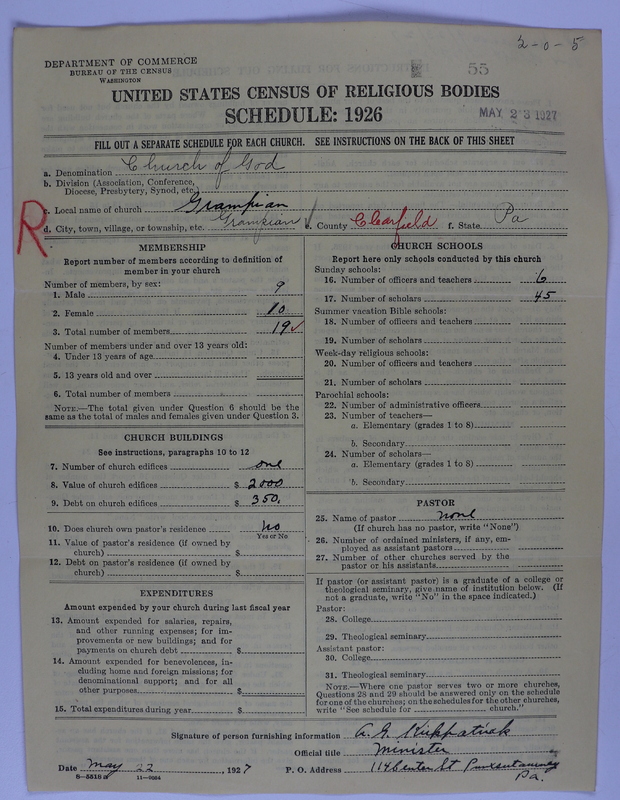 2-0-5
DEPARTMENT OF COMMERCE
BUREAU OF THE CENSUS
WASHINGTON
55
UNITED STATES CENSUS OF RELIGIOUS BODIES
SCHEDULE: 1926
MAY 23 1927
FILL OUT A SEPARATE SCHEDULE FOR EACH CHURCH. SEE INSTRUCTIONS ON THE BACK OF THIS SHEET
a. Denomination Church of God
b. Division (Association, Conference,
Diocese, Presbytery, Synod, etc.)
R
c. Local name of church Grampian
d. City, town, village, or township, etc. Grampian e. County Clearfield f. State Pa
MEMBERSHIP
Report number of members according to definition of
member in your church
Number of members, by sex:
1. Male 9
2. Female 10
3. Total number of members 19
Number of members under and over 13 years old:
4. Under 13 years of age
5. 13 years old and over
6. Total number of members
NOTE.—The total given under Question 6 should be the
same as the total of males and females given under Question 3.
CHURCH BUILDINGS
See instructions, paragraphs 10 to 12
7. Number of church edifices one
8. Value of church edifices $ 2000
9. Debt on church edifices $ 350.
10. Does church own pastor's residence No
Yes or No
11. Value of pastor's residence (if owned by
church) $
12. Debt on pastor's residence (if owned by
church) $
EXPENDITURES
Amount expended by your church during last fiscal year
13. Amount expended for salaries, repairs,
and other running expenses; for im-
provements or new buildings; and for
payments on church debt $
14. Amount expended for benevolences, in-
cluding home and foreign missions; for
denominational support; and for all
other purposes $
15. Total expenditures during year $
CHURCH SCHOOLS
Report here only schools conducted by this church
Sunday schools:
16. Number of officers and teachers 6
17. Number of scholars 45
Summer vacation Bible schools:
18. Number of officers and teachers
19. Number of scholars
Week-day religious schools:
20. Number of officers and teachers
21. Number of scholars
Parochial schools:
22. Number of administrative officers
23. Number of teachers—
a. Elementary (grades 1 to 8)
b. Secondary
24. Number of scholars—
a. Elementary (grades 1 to 8)
b. Secondary
PASTOR
25. Name of pastor none
(If church has no pastor, write "None")
26. Number of ordained ministers, if any, em-
ployed as assistant pastors
27. Number of other churches served by the
pastor or his assistants
If pastor (or assistant pastor) is a graduate of a college or
theological seminary, give name of institution below. (If
not a graduate, write "No" in the space indicated.)
Pastor:
28. College
29. Theological seminary
Assistant pastor:
30. College
31. Theological seminary
NOTE.—Where one pastor serves two or more churches,
Questions 28 and 29 should be answered only on the schedule
for one of the churches; on the schedules for the other churches,
write "See schedule for church."
Signature of person furnishing information A. G. Kirkpatrick
Official title Minister
Date May 22, 1927 P. O. Address 114 Center St Punxsutawney
Pa.
8-5518a 11-9034